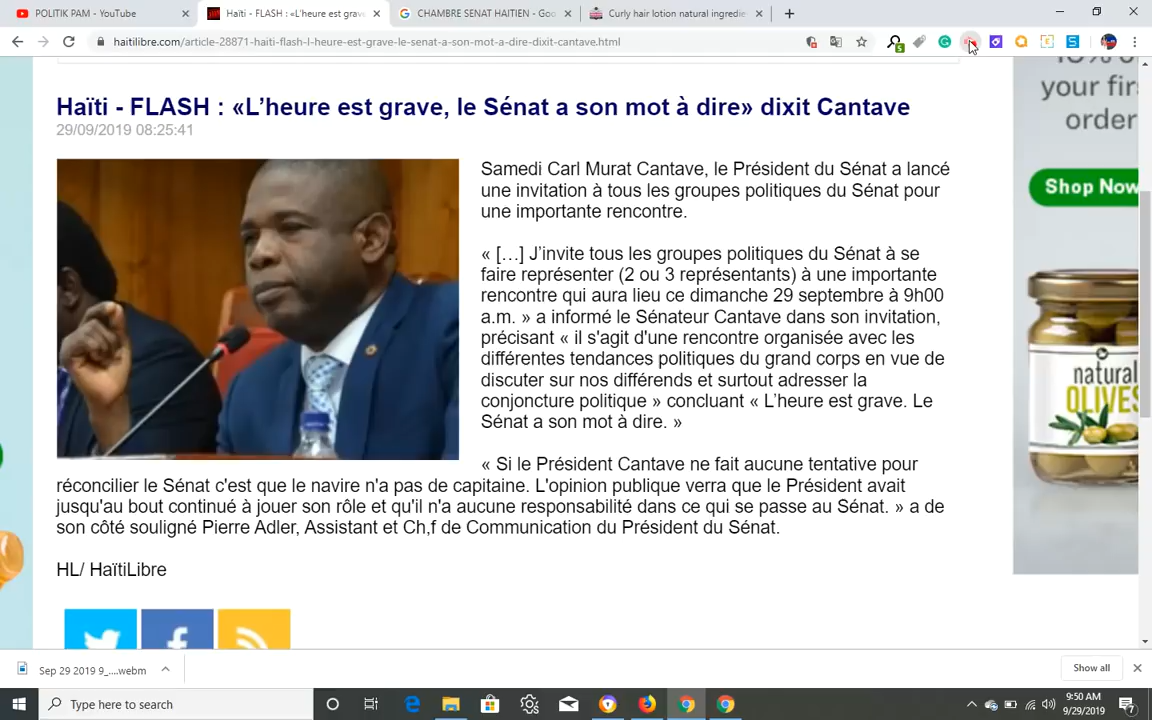 POLITIK PAM - YouTube
Haïti - FLASH : «L'heure est grav
CHAMBRE SENAT HAITIEN - Goo
Curly hair lotion natural ingredie
haitilibre.com/article-28871-haiti-flash-l-heure-est-grave-le-senat-a-son-mot-a-dire-dixit-cantave.html
Haïti - FLASH : «L'heure est grave, le Sénat a son mot à dire» dixit Cantave
29/09/2019 08:25:41
Samedi Carl Murat Cantave, le Président du Sénat a lancé
une invitation à tous les groupes politiques du Sénat pour
une importante rencontre.
« […] J'invite tous les groupes politiques du Sénat à se
faire représenter (2 ou 3 représentants) à une importante
rencontre qui aura lieu ce dimanche 29 septembre à 9h00
a.m. » a informé le Sénateur Cantave dans son invitation,
précisant « il s'agit d'une rencontre organisée avec les
différentes tendances politiques du grand corps en vue de
discuter sur nos différends et surtout adresser la
conjoncture politique » concluant « L'heure est grave. Le
Sénat a son mot à dire. »
« Si le Président Cantave ne fait aucune tentative pour
réconcilier le Sénat c'est que le navire n'a pas de capitaine. L'opinion publique verra que le Président avait
jusqu'au bout continué à jouer son rôle et qu'il n'a aucune responsabilité dans ce qui se passe au Sénat. » a de
son côté souligné Pierre Adler, Assistant et Ch,f de Communication du Président du Sénat.
HL/ HaïtiLibre
your fir
order
Shop Now
natural
OLIVES
Sep 29 2019 9_....webm
Show all
Type here to search
9:50 AM
9/29/2019
7